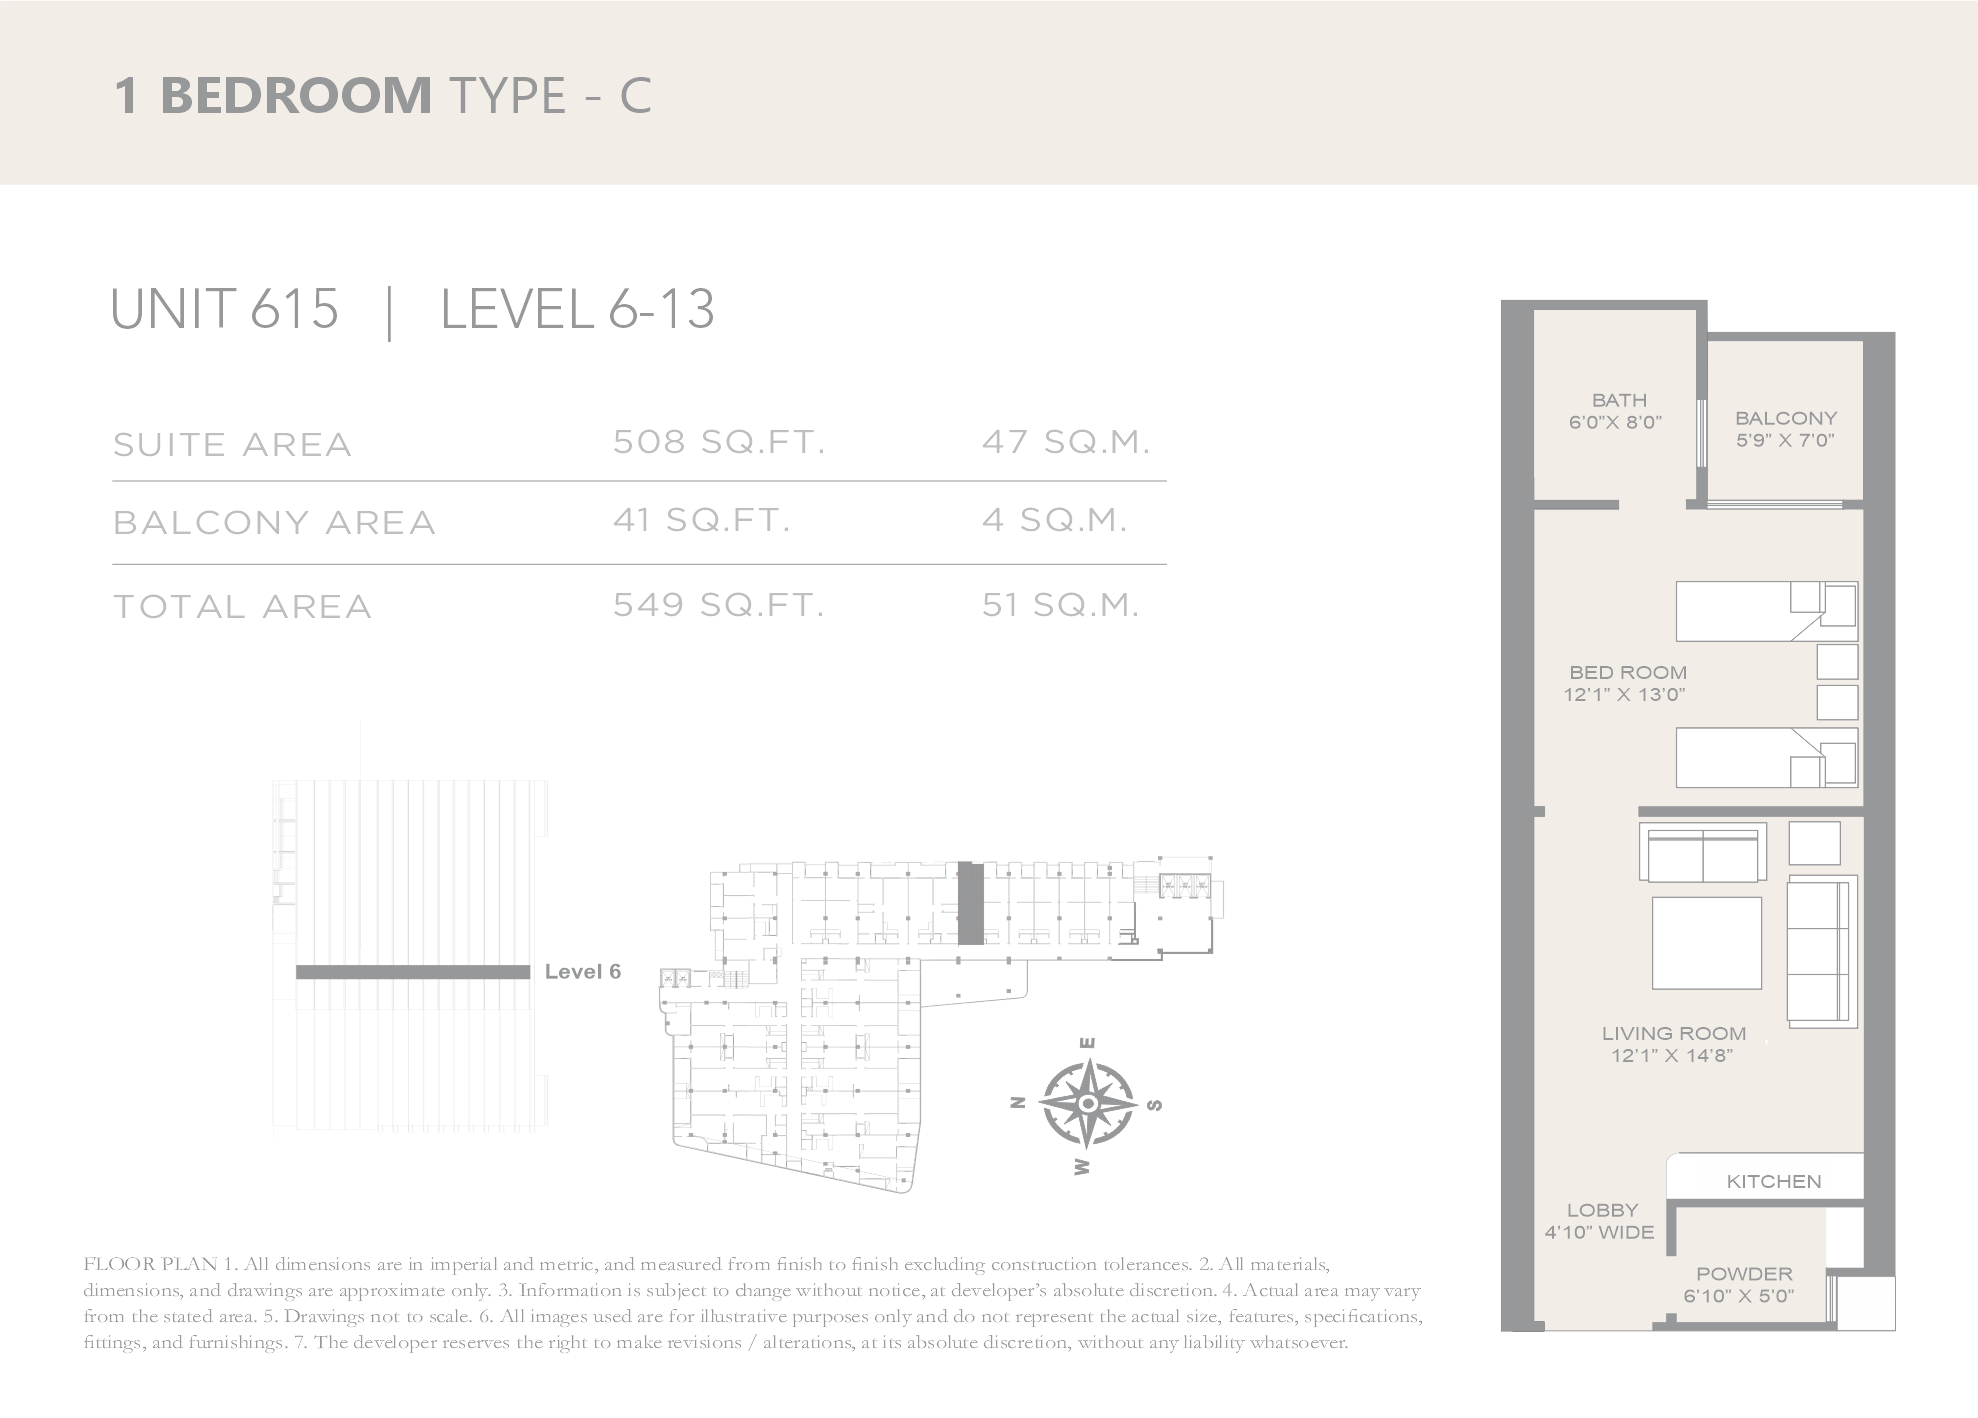 1 BEDROOM TYPE - C
UNIT 615 | LEVEL 6-13
SUITE AREA 508 SQ.FT. 47 SQ.M.
BALCONY AREA 41 SQ.FT. 4 SQ.M.
TOTAL AREA 549 SQ.FT. 51 SQ.M.
Level 6
E
N
S
W
BATH
6'0"X 8'0"
BALCONY
5'9" X 7'0"
BED ROOM
12'1" X 13'0"
LIVING ROOM
12'1" X 14'8"
KITCHEN
LOBBY
4'10" WIDE
POWDER
6'10" X 5'0"
FLOOR PLAN 1. All dimensions are in imperial and metric, and measured from finish to finish excluding construction tolerances. 2. All materials,
dimensions, and drawings are approximate only. 3. Information is subject to change without notice, at developer's absolute discretion. 4. Actual area may vary
from the stated area. 5. Drawings not to scale. 6. All images used are for illustrative purposes only and do not represent the actual size, features, specifications,
fittings, and furnishings. 7. The developer reserves the right to make revisions / alterations, at its absolute discretion, without any liability whatsoever.